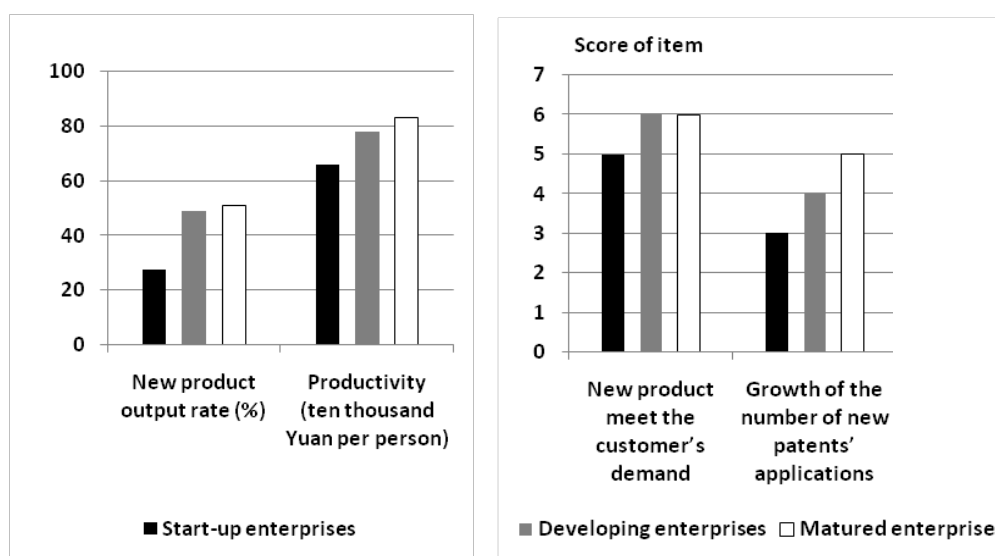 100
80
60
40
20
0
New product
output rate (%)
Productivity
(ten thousand
Yuan per person)
Start-up enterprises
Score of item
7
6
5
4
3
2
1
0
New product
meet the
customer's
demand
Growth of the
number of new
patents'
applications
Developing enterprises
Matured enterprise